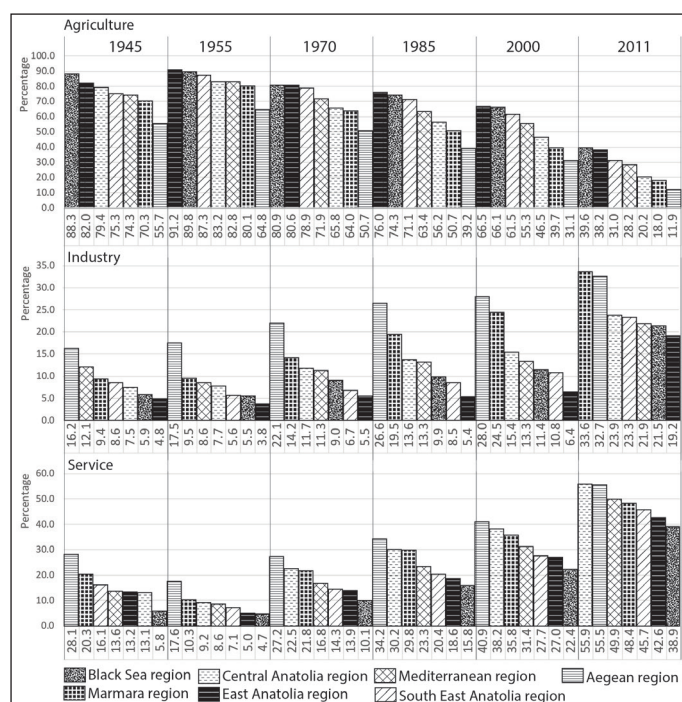 Agriculture
1945 1955 1970 1985 2000 2011
Percentage
100.0
90.0
80.0
70.0
60.0
50.0
40.0
30.0
20.0
10.0
0.0
88.3 82.0 79.4 75.3 74.3 70.3 55.7 91.2 89.8 87.3 83.2 82.8 80.1 64.8 80.9 80.6 78.9 71.9 65.8 64.0 50.7 76.0 74.3 71.1 63.4 56.2 50.7 39.2 66.5 66.1 61.5 55.3 46.5 39.7 31.1 39.6 38.2 31.0 28.2 20.2 18.0 11.9
Industry
Percentage
35.0
30.0
25.0
20.0
15.0
10.0
5.0
0.0
16.2 12.1 9.4 8.6 7.5 5.9 4.8 17.5 9.5 8.6 7.7 5.6 5.5 3.8 22.1 14.2 11.7 11.3 9.0 6.7 5.5 26.6 19.5 13.6 13.3 9.9 8.5 5.4 28.0 24.5 15.4 13.3 11.4 10.8 6.4 33.6 32.7 23.9 23.3 21.9 21.5 19.2
Service
Percentage
60.0
50.0
40.0
30.0
20.0
10.0
0.0
28.1 20.3 16.1 13.6 13.2 13.1 5.8 17.6 10.3 9.2 8.6 7.1 5.0 4.7 27.2 22.5 21.8 16.8 14.3 13.9 10.1 34.2 30.2 29.8 23.3 20.4 18.6 15.8 40.9 38.2 35.8 31.4 27.7 27.0 22.4 55.9 55.5 49.9 48.4 45.7 42.6 38.9
Black Sea region Central Anatolia region Mediterranean region Aegean region
Marmara region East Anatolia region South East Anatolia region